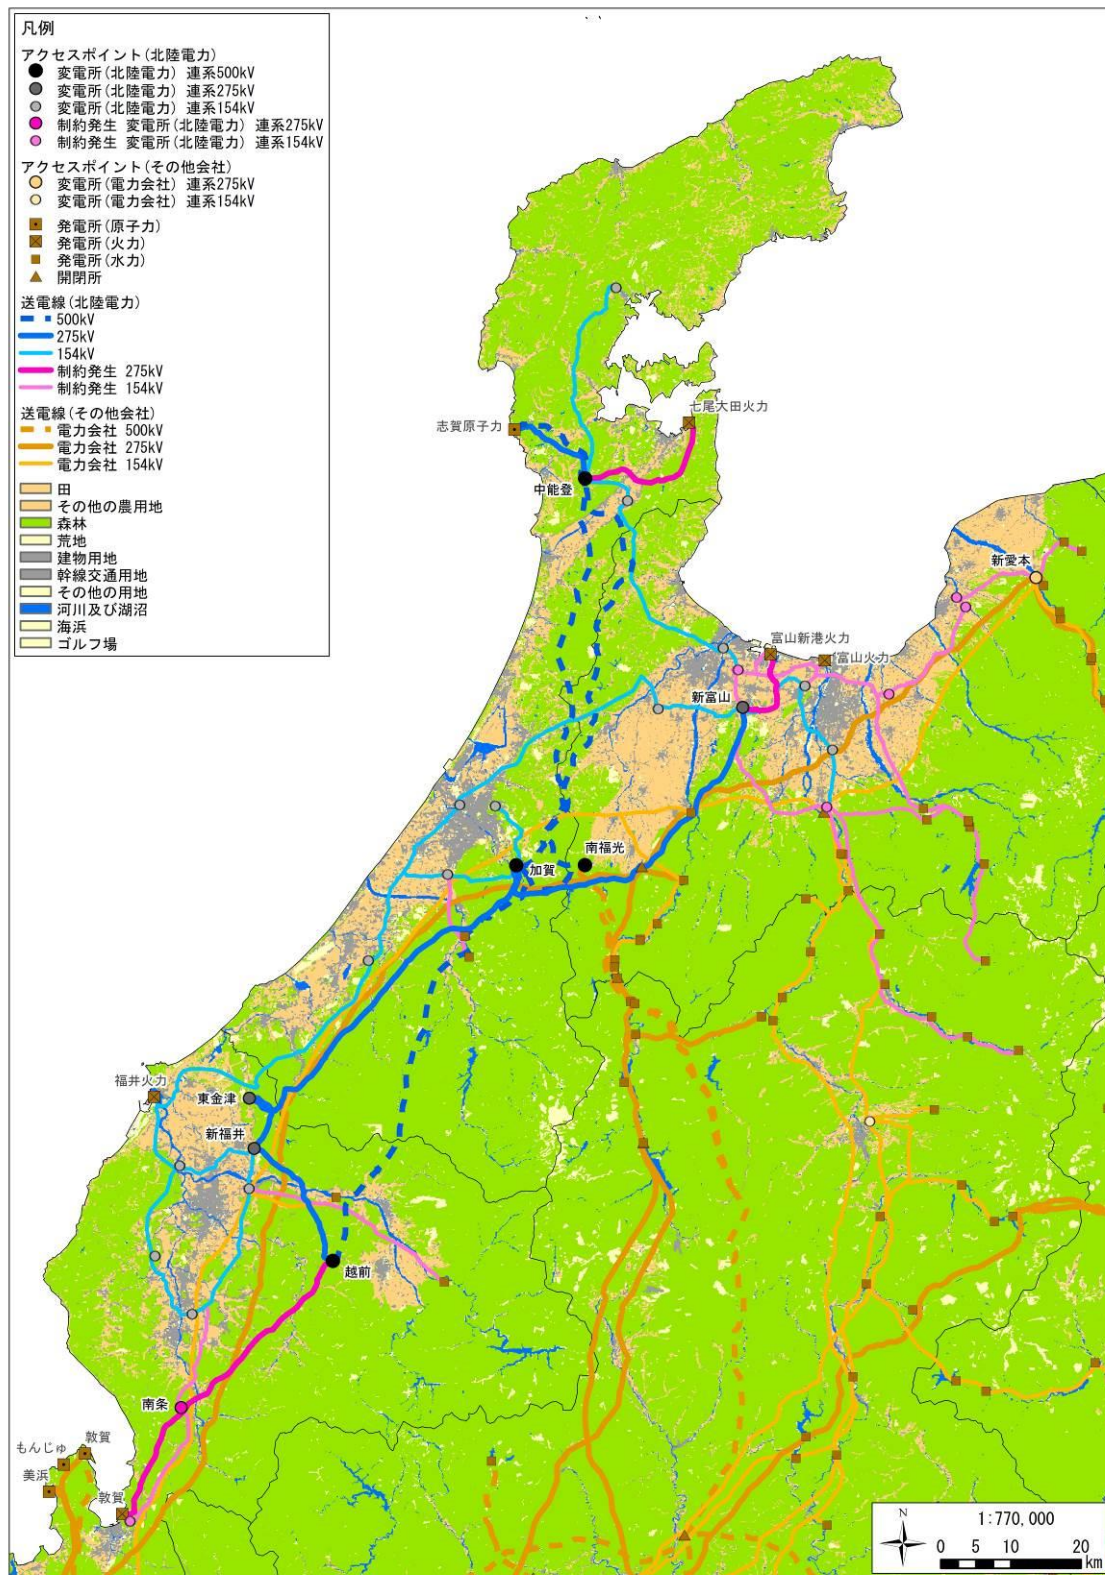 凡例
アクセスポイント(北陸電力)
変電所(北陸電力) 連系500kV
変電所(北陸電力) 連系275kV
変電所(北陸電力) 連系154kV
制約発生 変電所(北陸電力) 連系275kV
制約発生 変電所(北陸電力) 連系154kV
アクセスポイント(その他会社)
変電所(電力会社) 連系275kV
変電所(電力会社) 連系154kV
発電所(原子力)
発電所(火力)
発電所(水力)
開閉所
送電線(北陸電力)
500kV
275kV
154kV
制約発生 275kV
制約発生 154kV
送電線(その他会社)
電力会社 500kV
電力会社 275kV
電力会社 154kV
田
その他の農用地
森林
荒地
建物用地
幹線交通用地
その他の用地
河川及び湖沼
海浜
ゴルフ場
七尾大田火力
志賀原子力
中能登
新愛本
富山新港火力
富山火力
新富山
南福光
加賀
福井火力
東金津
新福井
越前
南条
もんじゅ
敦賀
美浜
敦賀
N
1:770,000
0 5 10 20
km